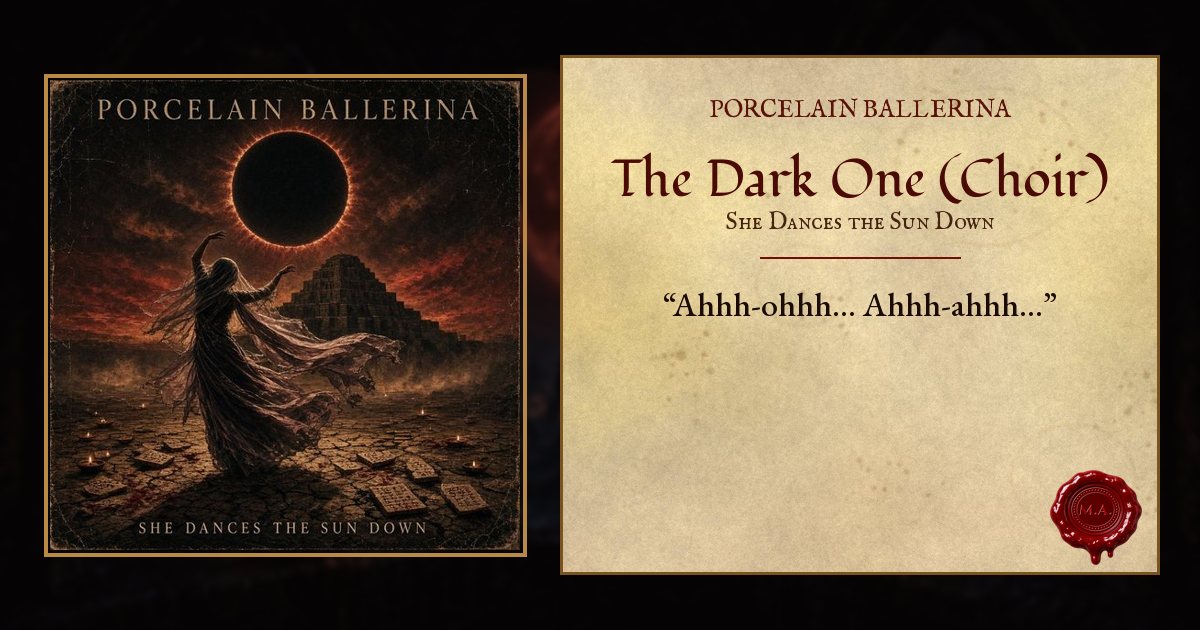 PORCELAIN BALLERINA
SHE DANCES THE SUN DOWN
PORCELAIN BALLERINA
The Dark One (Choir)
She Dances the Sun Down
“Ahhh-ohhh... Ahhh-ahhh...”
M.A.